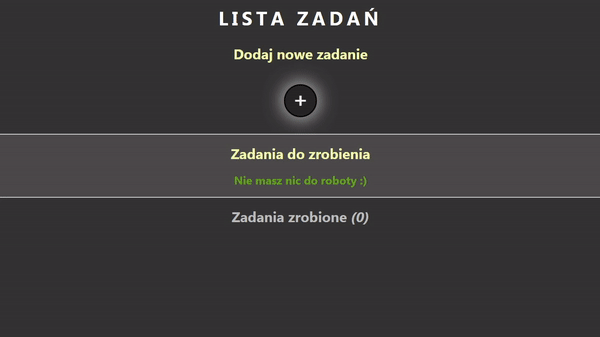 LISTA ZADAŃ
Dodaj nowe zadanie
+
Zadania do zrobienia
Nie masz nic do roboty :)
Zadania zrobione (0)